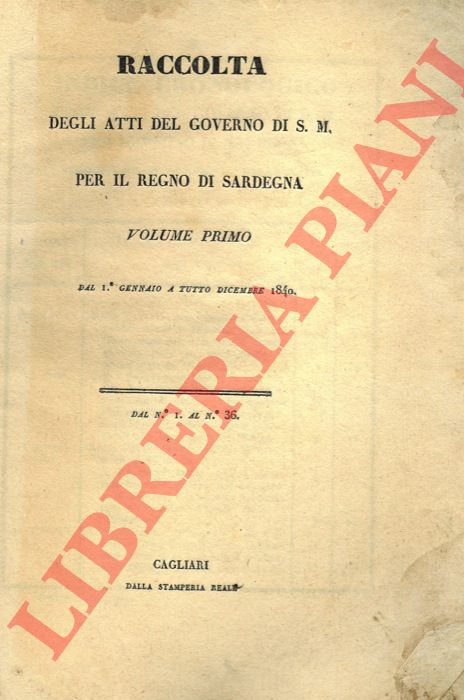 RACCOLTA
DEGLI ATTI DEL GOVERNO DI S. M.
PER IL REGNO DI SARDEGNA
VOLUME PRIMO
DAL 1.° GENNAIO A TUTTO DICEMBRE 1840.
DAL N.° 1. AL N.° 36.
CAGLIARI
DALLA STAMPERIA REALE
LIBRERIA PIANI